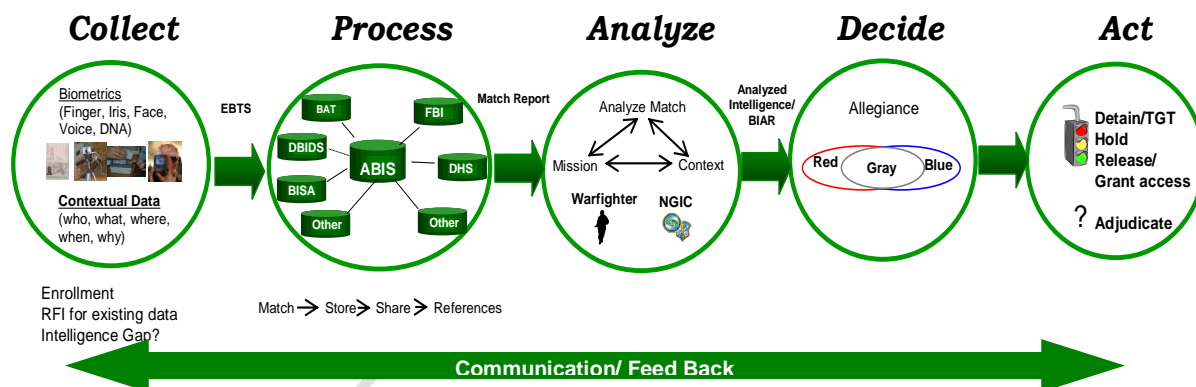 Collect
Process
Analyze
Decide
Act
Biometrics
(Finger, Iris, Face,
Voice, DNA)
Contextual Data
(who, what, where,
when, why)
EBTS
BAT
FBI
DBIDS
ABIS
DHS
BISA
Other
Other
Match Report
Analyze Match
Mission
Context
Warfighter
NGIC
Analyzed
Intelligence/
BIAR
Allegiance
Red
Gray
Blue
Detain/TGT
Hold
Release/
Grant access
? Adjudicate
Enrollment
RFI for existing data
Intelligence Gap?
Match Store Share References
Communication/ Feed Back